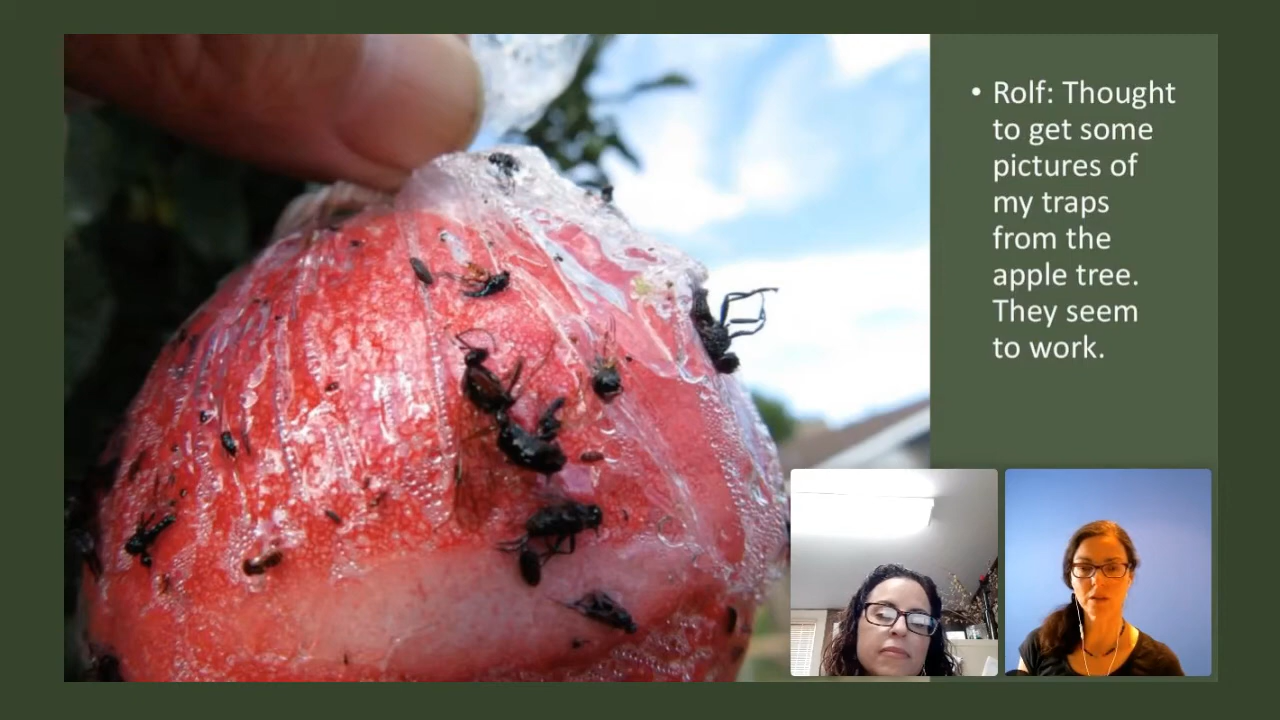 • Rolf: Thought
to get some
pictures of
my traps
from the
apple tree.
They seem
to work.